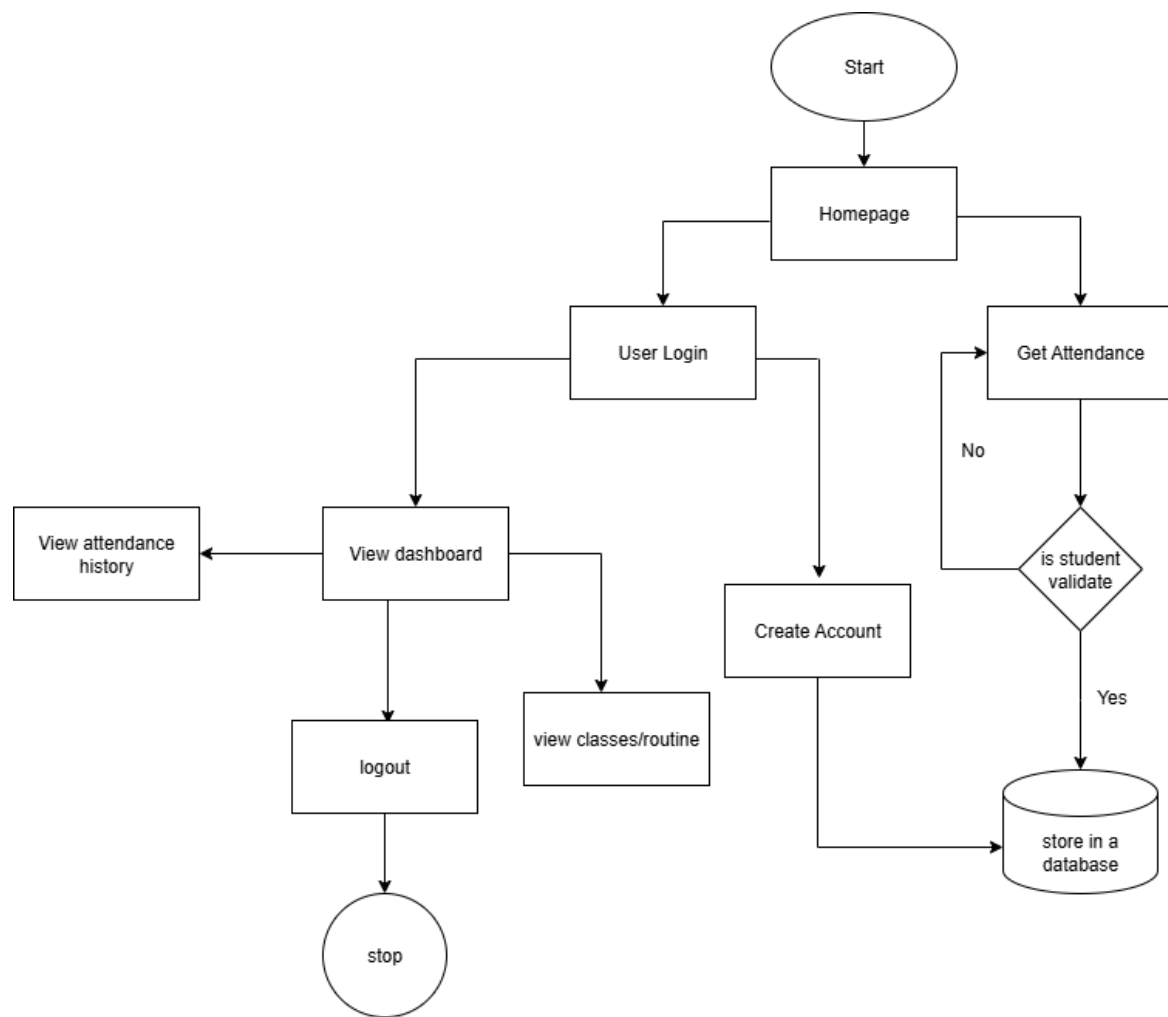 Start
Homepage
User Login
Get Attendance
No
View attendance
history
View dashboard
is student
validate
Create Account
Yes
view classes/routine
logout
store in a
database
stop